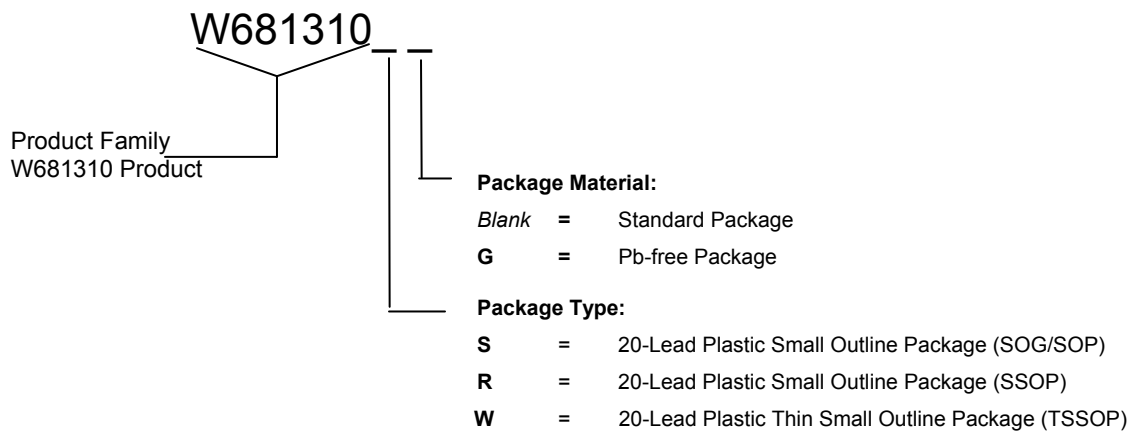 W681310_ _
Product Family
W681310 Product
Package Material:
Blank = Standard Package
G = Pb-free Package
Package Type:
S = 20-Lead Plastic Small Outline Package (SOG/SOP)
R = 20-Lead Plastic Small Outline Package (SSOP)
W = 20-Lead Plastic Thin Small Outline Package (TSSOP)